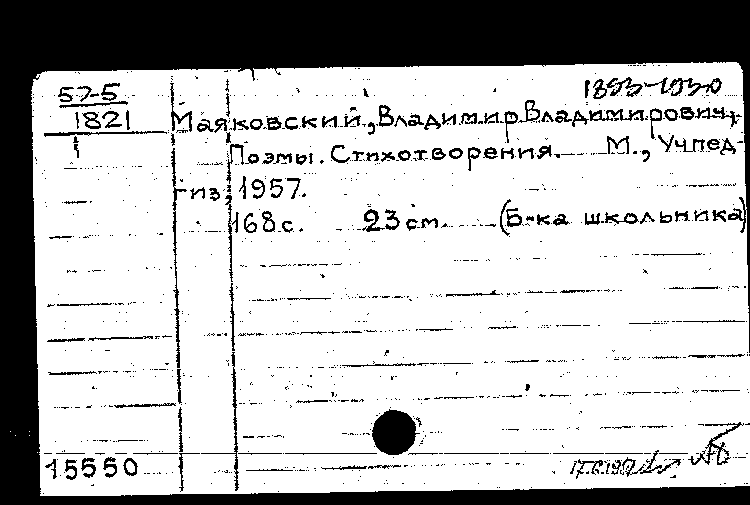 57-5
1893-1930
1821
Маяковский, Владимир Владимирович,
Поэмы. Стихотворения. М., Учпед-
гиз, 1957.
168 с. 23 см. (Б-ка школьника)
15550